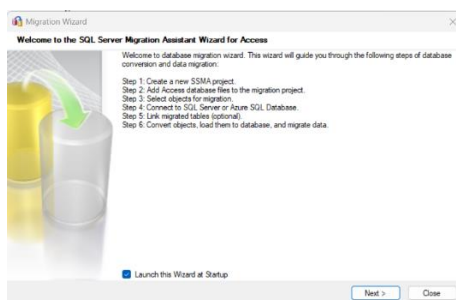 Migration Wizard
Welcome to the SQL Server Migration Assistant Wizard for Access
Welcome to database migration wizard. This wizard will guide you through the following steps of database
conversion and data migration:
Step 1: Create a new SSMA project.
Step 2: Add Access database files to the migration project.
Step 3: Select objects for migration.
Step 4: Connect to SQL Server or Azure SQL Database.
Step 5: Link migrated tables (optional).
Step 6: Convert objects, load them to database, and migrate data.
Launch this Wizard at Startup
Next > Close